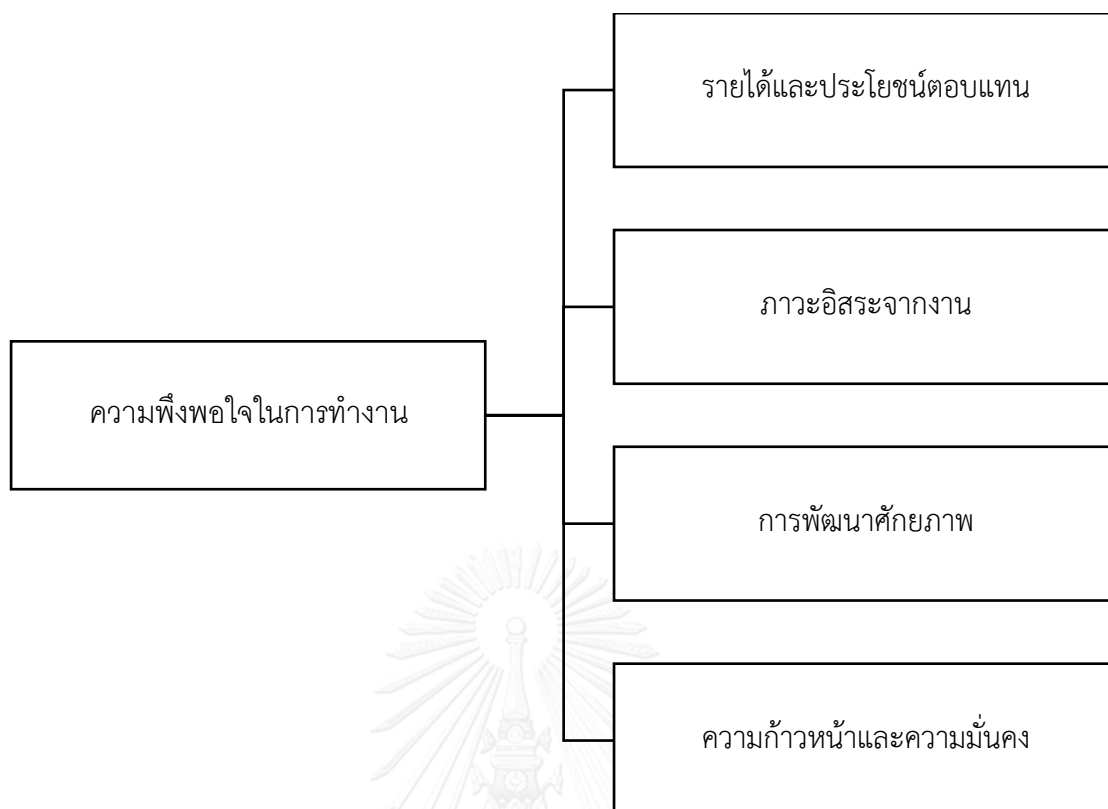 รายได้และประโยชน์ตอบแทน
ภาวะอิสระจากงาน
ความพึงพอใจในการทำงาน
การพัฒนาศักยภาพ
ความก้าวหน้าและความมั่นคง